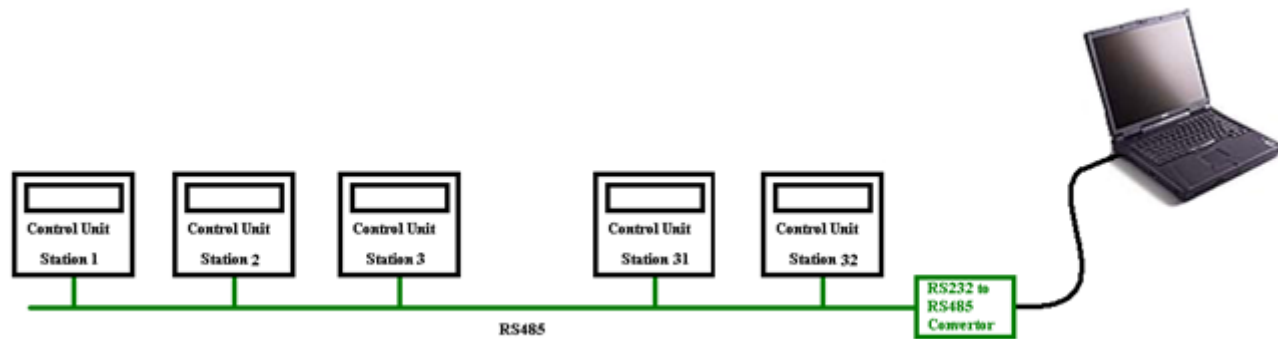 Control Unit
Station 1
Control Unit
Station 2
Control Unit
Station 3
Control Unit
Station 31
Control Unit
Station 32
RS232 to
RS485
Convertor
RS485